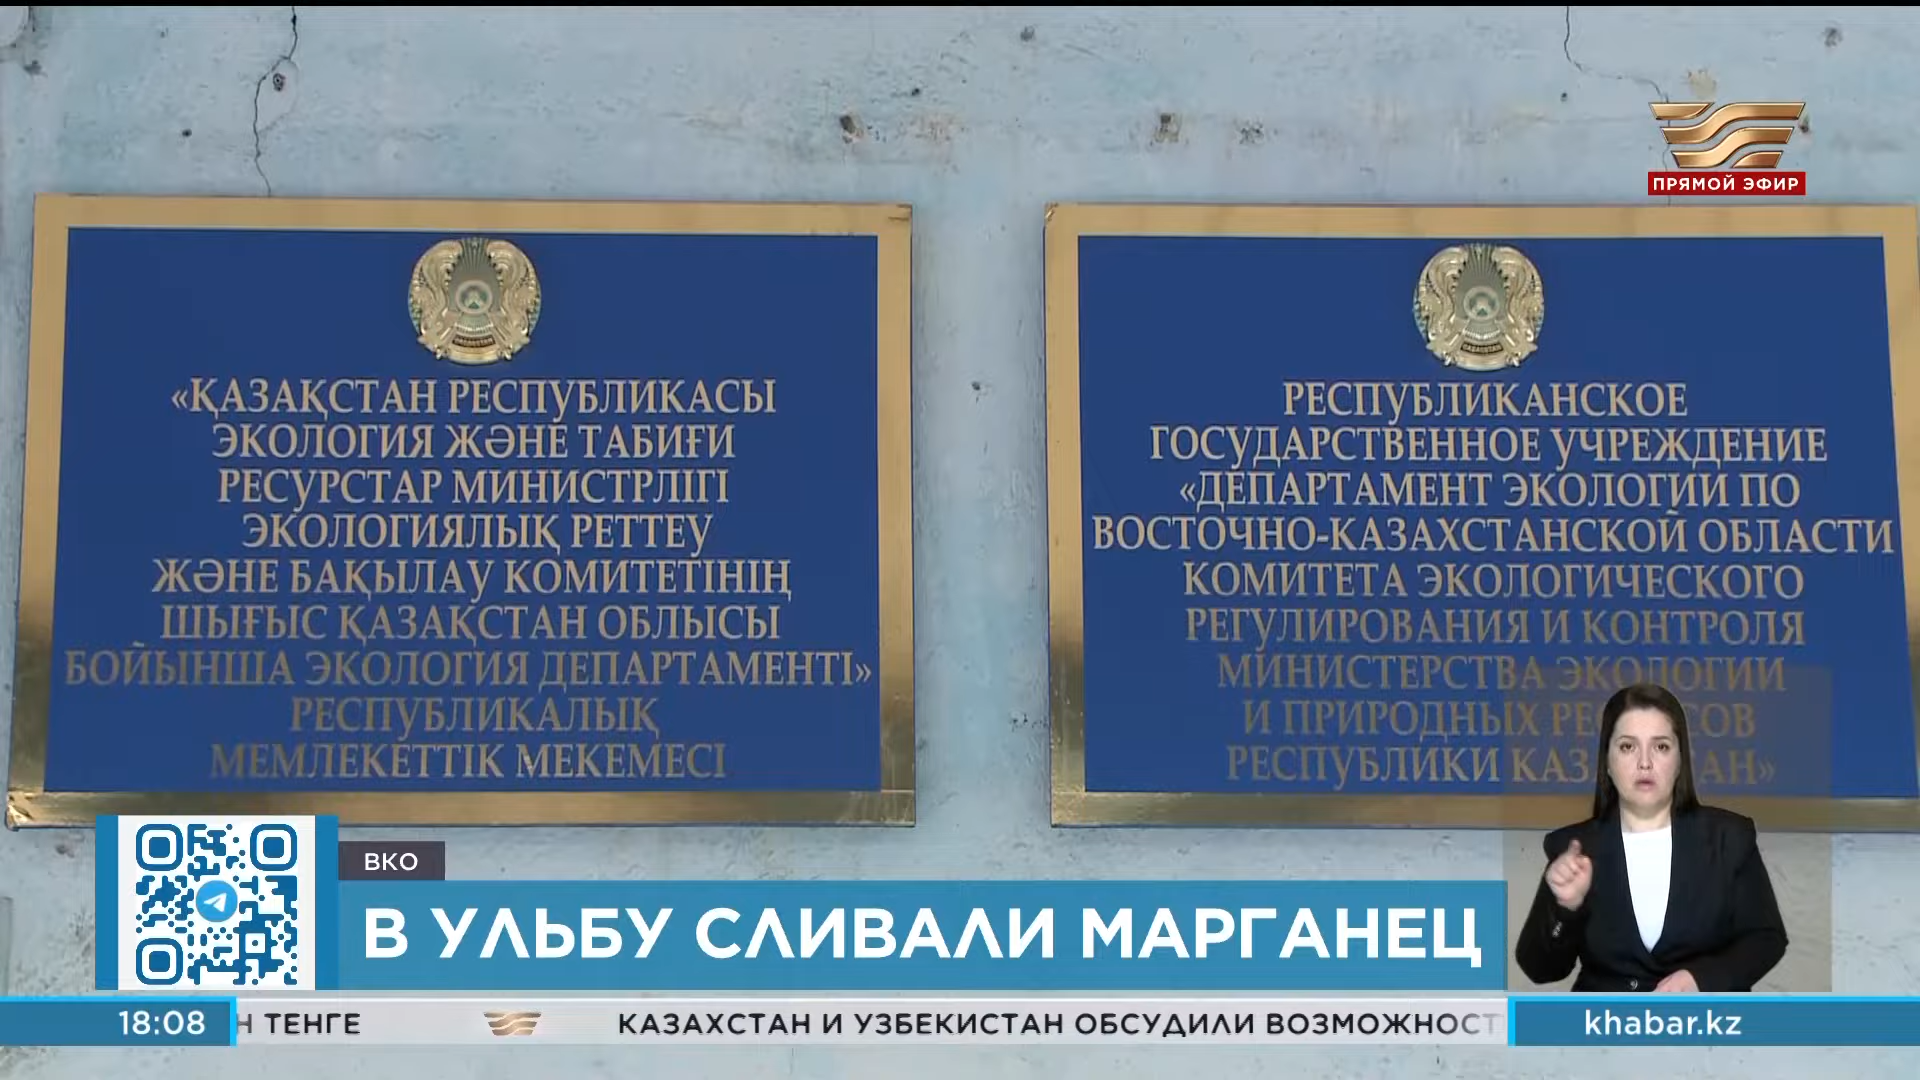 ПРЯМОЙ ЭФИР
«ҚАЗАҚСТАН РЕСПУБЛИКАСЫ
ЭКОЛОГИЯ ЖӘНЕ ТАБИҒИ
РЕСУРСТАР МИНИСТРЛІГІ
ЭКОЛОГИЯЛЫҚ РЕТТЕУ
ЖӘНЕ БАҚЫЛАУ КОМИТЕТІНІҢ
ШЫҒЫС ҚАЗАҚСТАН ОБЛЫСЫ
БОЙЫНША ЭКОЛОГИЯ ДЕПАРТАМЕНТІ»
РЕСПУБЛИКАЛЫҚ
МЕМЛЕКЕТТІК МЕКЕМЕСІ
РЕСПУБЛИКАНСКОЕ
ГОСУДАРСТВЕННОЕ УЧРЕЖДЕНИЕ
«ДЕПАРТАМЕНТ ЭКОЛОГИИ ПО
ВОСТОЧНО-КАЗАХСТАНСКОЙ ОБЛАСТИ
КОМИТЕТА ЭКОЛОГИЧЕСКОГО
РЕГУЛИРОВАНИЯ И КОНТРОЛЯ
МИНИСТЕРСТВА ЭКОЛОГИИ
И ПРИРОДНЫХ
РЕСПУБЛИКИ
ВКО
В УЛЬБУ СЛИВАЛИ МАРГАНЕЦ
18:08
Н ТЕНГЕ
КАЗАХСТАН И УЗБЕКИСТАН ОБСУДИЛИ ВОЗМОЖНОСТ
khabar.kz